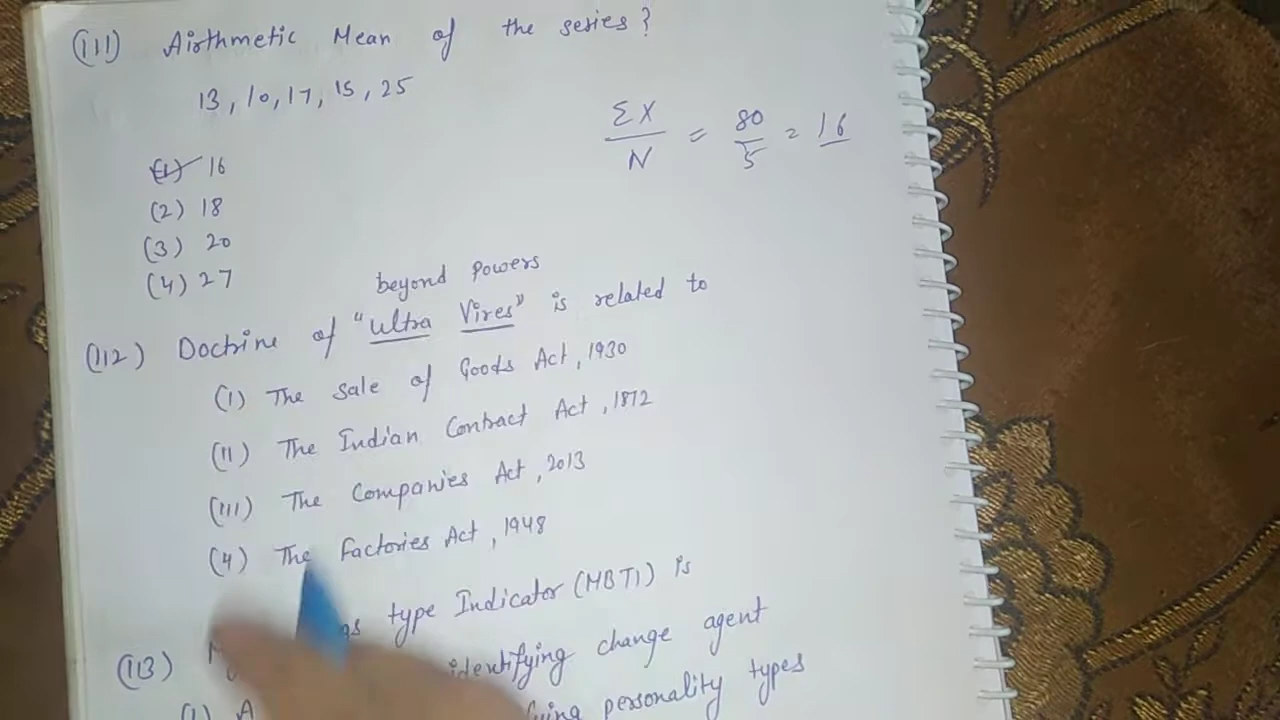 (111) Airthmetic Mean of the series?
13, 10, 17, 15, 25
ΣX / N = 80 / 5 = 16
(1) 16
(2) 18
(3) 20
(4) 27
beyond powers
(112) Doctrine of "Ultra Vires" is related to
(1) The Sale of Goods Act, 1930
(11) The Indian Contract Act, 1872
(111) The Companies Act, 2013
(4) The Factories Act, 1948
(113) type Indicator (MBTI) is
(1) A identifying change agent
personality types